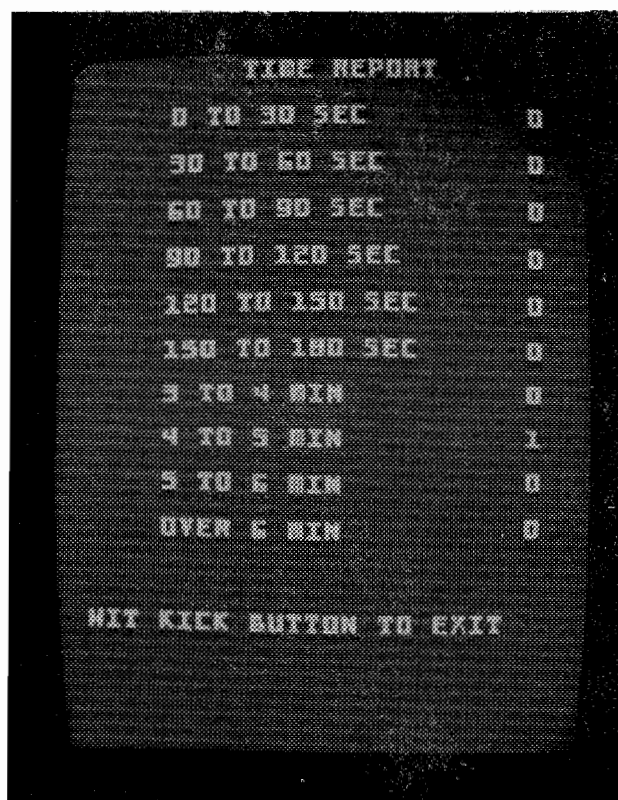 TIME REPORT
0 TO 30 SEC 0
30 TO 60 SEC 0
60 TO 90 SEC 0
90 TO 120 SEC 0
120 TO 150 SEC 0
150 TO 180 SEC 0
3 TO 4 MIN 0
4 TO 5 MIN 1
5 TO 6 MIN 0
OVER 6 MIN 0
HIT KICK BUTTON TO EXIT